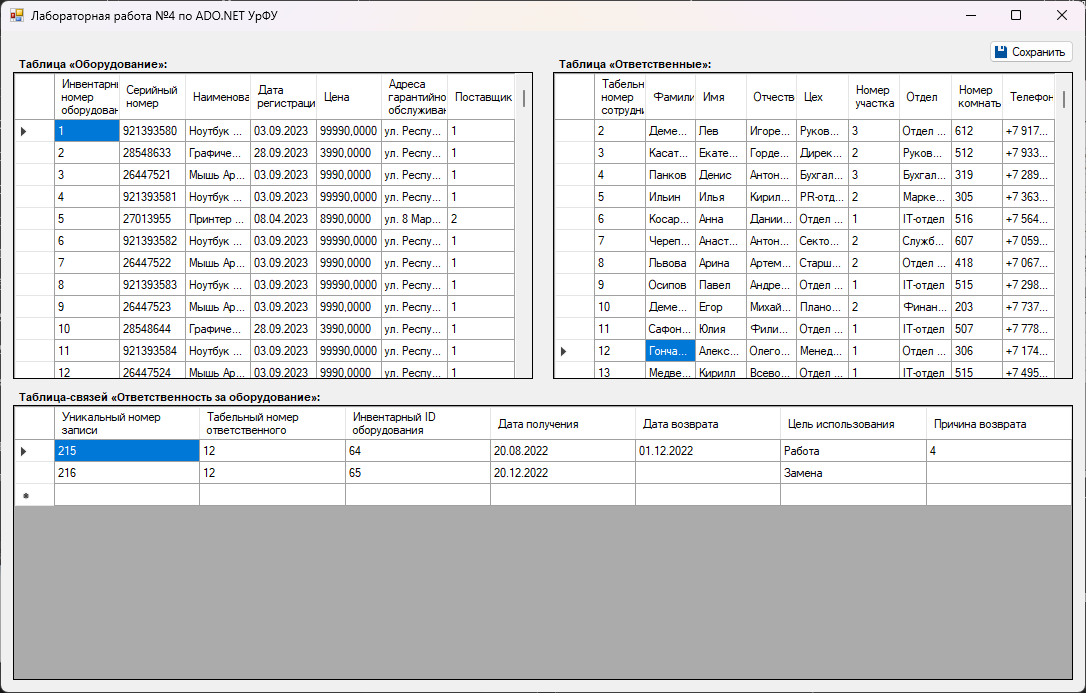 Лабораторная работа №4 по ADO.NET УрФУ
Сохранить
Таблица «Оборудование»:
Инвентарн номер оборудован Серийный номер Наименова Дата регистраци Цена Адреса гарантийно обслуживан Поставщик
1 921393580 Ноутбук ... 03.09.2023 99990,0000 ул. Респу... 1
2 28548633 Графиче... 28.09.2023 3990,0000 ул. Респу... 1
3 26447521 Мышь Ар... 03.09.2023 9990,0000 ул. Респу... 1
4 921393581 Ноутбук ... 03.09.2023 99990,0000 ул. Респу... 1
5 27013955 Принтер ... 08.04.2023 8990,0000 ул. 8 Мар... 2
6 921393582 Ноутбук ... 03.09.2023 99990,0000 ул. Респу... 1
7 26447522 Мышь Ар... 03.09.2023 9990,0000 ул. Респу... 1
8 921393583 Ноутбук ... 03.09.2023 99990,0000 ул. Респу... 1
9 26447523 Мышь Ар... 03.09.2023 9990,0000 ул. Респу... 1
10 28548644 Графиче... 28.09.2023 3990,0000 ул. Респу... 1
11 921393584 Ноутбук ... 03.09.2023 99990,0000 ул. Респу... 1
12 26447524 Мышь Ар... 03.09.2023 9990,0000 ул. Респу... 1
Таблица «Ответственные»:
Табельн номер сотрудни Фамили Имя Отчеств Цех Номер участка Отдел Номер комнать Телефон
2 Деме... Лев Игоре... Руков... 3 Отдел ... 612 +7 917...
3 Касат... Екате... Горде... Дирек... 2 Руков... 512 +7 933...
4 Панков Денис Антон... Бухгал... 3 Бухгал... 319 +7 289...
5 Ильин Илья Кирил... PR-отд... 2 Марке... 305 +7 363...
6 Косар... Анна Дании... Отдел ... 1 IT-отдел 516 +7 564...
7 Череп... Анаст... Антон... Секто... 2 Служб... 607 +7 059...
8 Львова Арина Артем... Старш... 2 Отдел ... 418 +7 067...
9 Осипов Павел Андре... Отдел ... 1 IT-отдел 515 +7 298...
10 Деме... Егор Михай... Плано... 2 Финан... 203 +7 737...
11 Сафон... Юлия Фили... Отдел ... 1 IT-отдел 507 +7 778...
12 Гонча... Алекс... Олего... Менед... 1 Отдел ... 306 +7 174...
13 Медве... Кирилл Всево... Отдел ... 1 IT-отдел 515 +7 495...
Таблица-связей «Ответственность за оборудование»:
Уникальный номер записи Табельный номер ответственного Инвентарный ID оборудования Дата получения Дата возврата Цель использования Причина возврата
215 12 64 20.08.2022 01.12.2022 Работа 4
216 12 65 20.12.2022 Замена